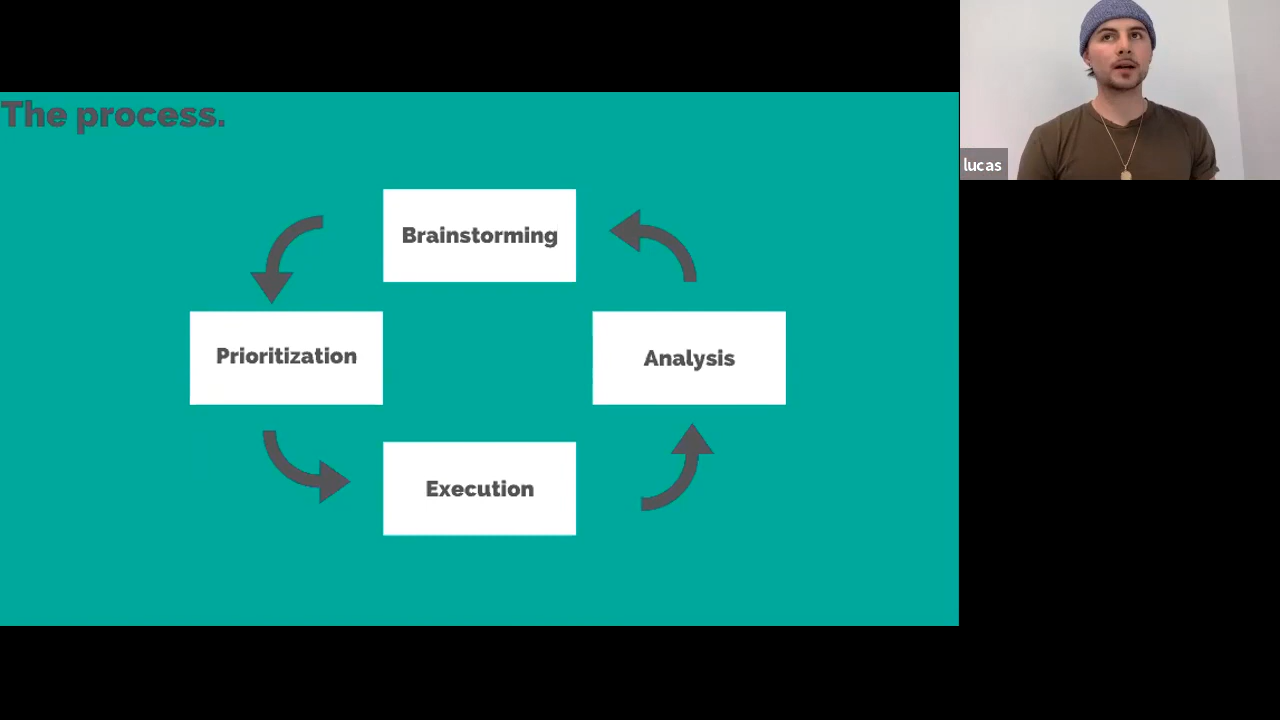 The process.
lucas
Brainstorming
Prioritization
Analysis
Execution